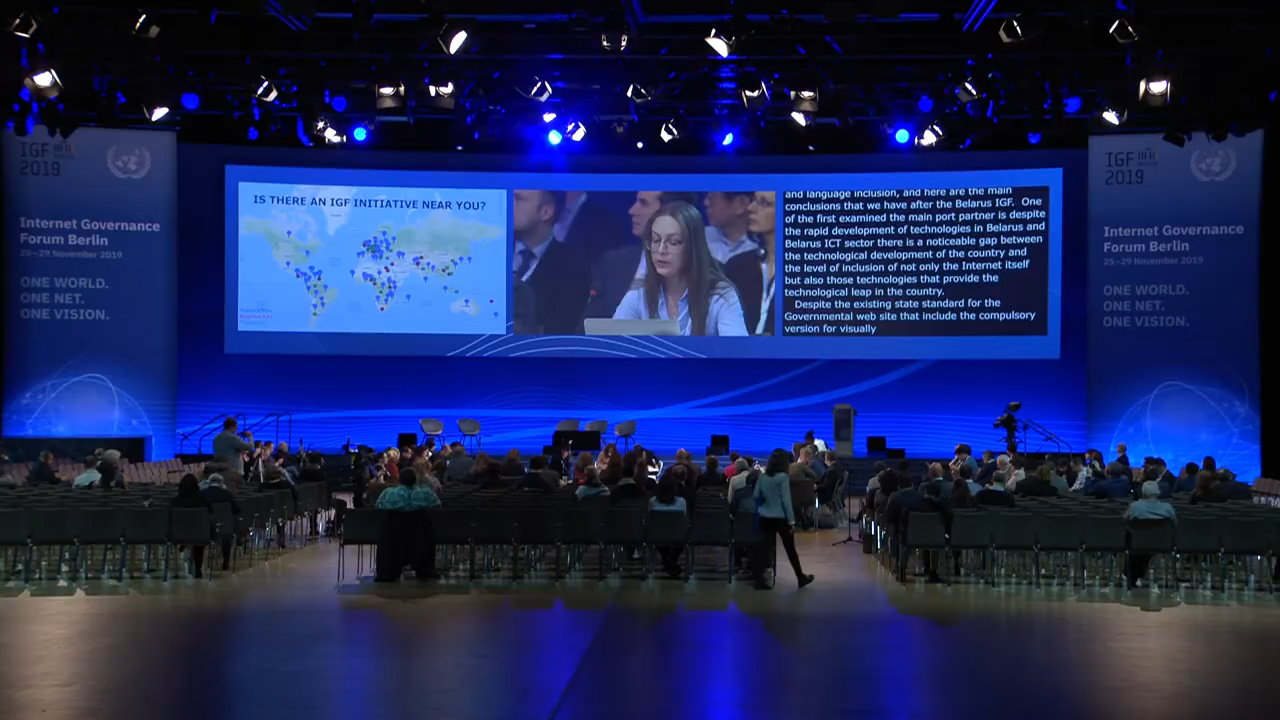 IGF
2019
Internet Governance
Forum Berlin
25–29 November 2019
ONE WORLD.
ONE NET.
ONE VISION.
IS THERE AN IGF INITIATIVE NEAR YOU?
and language inclusion, and here are the main
conclusions that we have after the Belarus IGF.  One
of the first examined the main port partner is despite
the rapid development of technologies in Belarus and
Belarus ICT sector there is a noticeable gap between
the technological development of the country and
the level of inclusion of not only the Internet itself
but also those technologies that provide the
technological leap in the country.
Despite the existing state standard for the
Governmental web site that include the compulsory
version for visually
IGF
2019
Internet Governance
Forum Berlin
25–29 November 2019
ONE WORLD.
ONE NET.
ONE VISION.